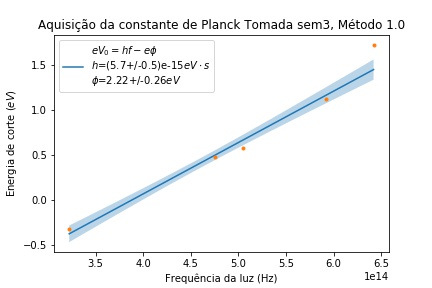 Aquisição da constante de Planck Tomada sem3, Método 1.0
eV₀ = hf − eϕ
h=(5.7+/-0.5)e-15eV · s
ϕ=2.22+/-0.26eV
Energia de corte (eV)
1.5
1.0
0.5
0.0
−0.5
3.5 4.0 4.5 5.0 5.5 6.0 6.5
1e14
Frequência da luz (Hz)